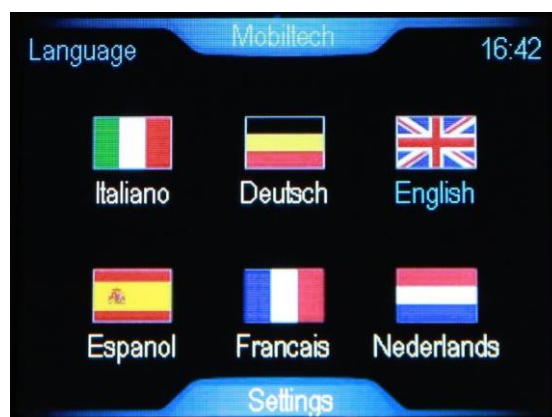 Language Mobiltech 16:42
Italiano Deutsch English
Espanol Francais Nederlands
Settings